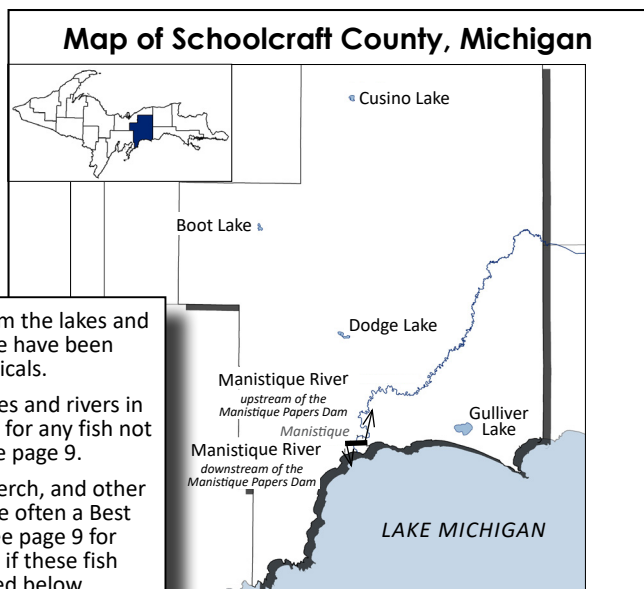 Map of Schoolcraft County, Michigan
Cusino Lake
Boot Lake
Dodge Lake
Manistique River
upstream of the
Manistique Papers Dam
Manistique
Manistique River
downstream of the
Manistique Papers Dam
Gulliver
Lake
LAKE MICHIGAN
m the lakes and
e have been
icals.
es and rivers in
for any fish not
e page 9.
erch, and other
e often a Best
ee page 9 for
if these fish
ed below